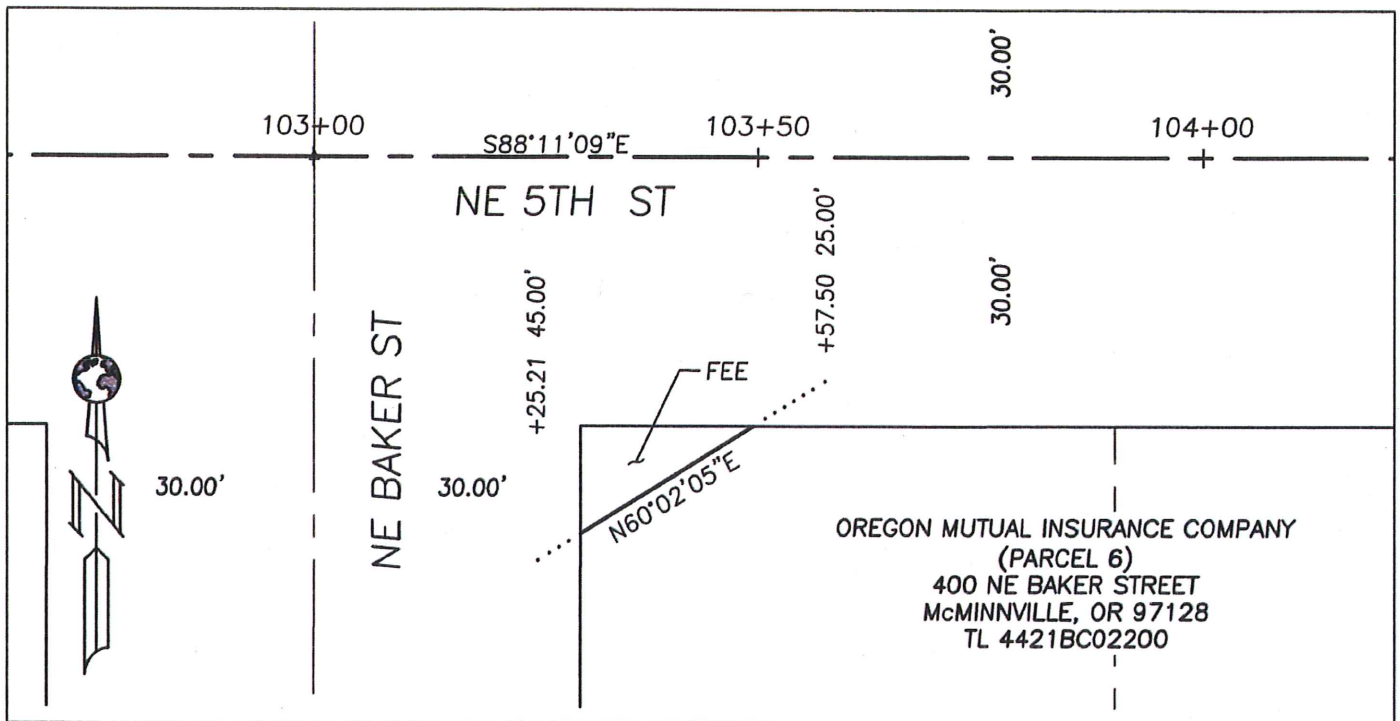 30.00'
103+00
103+50
104+00
S88°11'09"E
NE 5TH ST
+25.21 45.00'
+57.50 25.00'
30.00'
NE BAKER ST
FEE
30.00'
30.00'
N60°02'05"E
N
OREGON MUTUAL INSURANCE COMPANY
(PARCEL 6)
400 NE BAKER STREET
McMINNVILLE, OR 97128
TL 4421BC02200